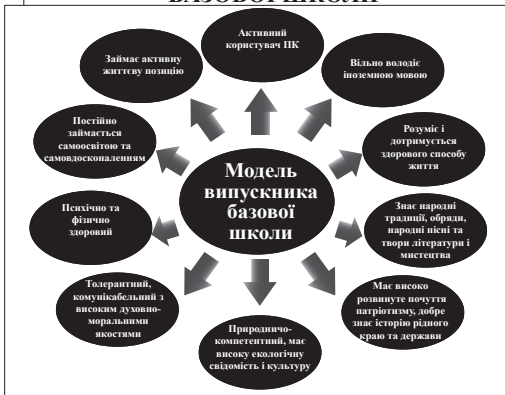 БАЗОВОЇ ШКОЛИ
Активний
користувач ПК
Займає активну
життєву позицію
Вільно володіє
іноземною мовою
Постійно
займається
самоосвітою та
самовдосконаленням
Розуміє і
дотримується
здорового способу
життя
Модель
випускника
базової
школи
Психічно та
фізично
здоровий
Знає народні
традиції, обряди,
народні пісні та
твори літератури і
мистецтва
Толерантний,
комунікабельний з
високим духовно-
моральними
якостями
Має високо
розвинуте почуття
патріотизму, добре
знає історію рідного
краю та держави
Природничо-
компетентний, має
високу екологічну
свідомість і культуру